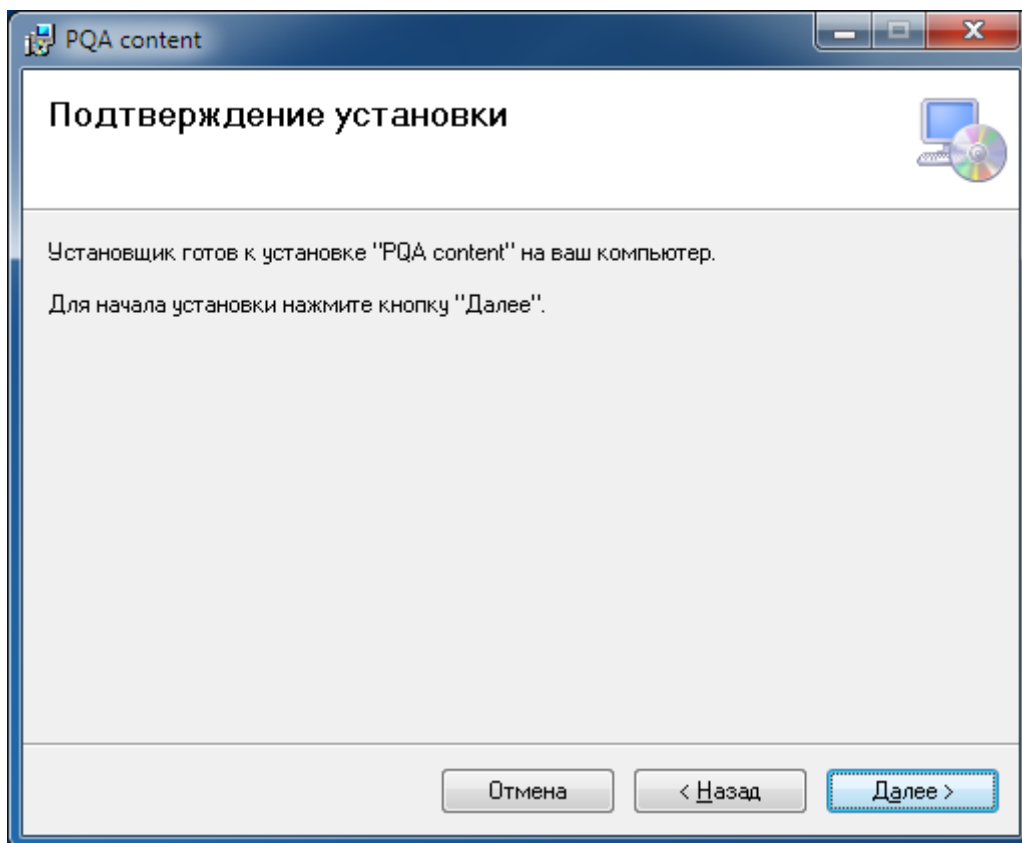 PQA content
Подтверждение установки
Установщик готов к установке "PQA content" на ваш компьютер.
Для начала установки нажмите кнопку "Далее".
Отмена
< Назад
Далее >